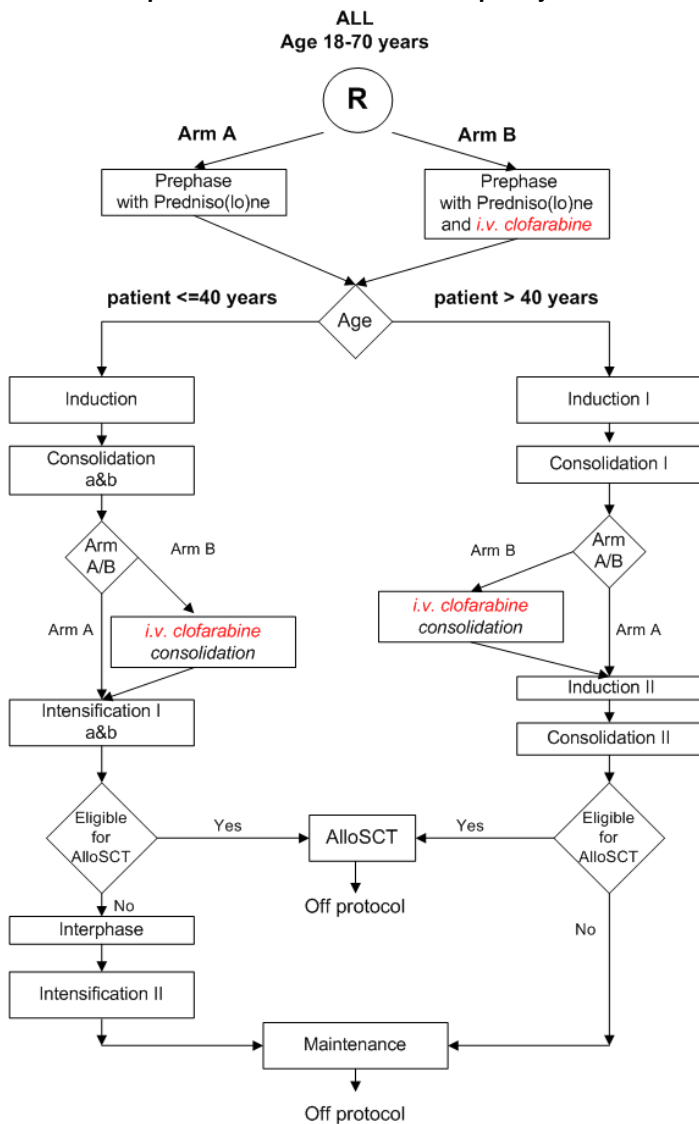 ALL
Age 18-70 years
R
Arm A
Arm B
Prephase
with Predniso(lo)ne
Prephase
with Predniso(lo)ne
and i.v. clofarabine
patient <=40 years
patient > 40 years
Age
Induction
Induction I
Consolidation
a&b
Consolidation I
Arm
A/B
Arm B
Arm B
Arm
A/B
i.v. clofarabine
consolidation
i.v. clofarabine
consolidation
Arm A
Arm A
Intensification I
a&b
Induction II
Consolidation II
Eligible
for
AlloSCT
Yes
AlloSCT
Yes
Eligible
for
AlloSCT
Off protocol
No
No
Interphase
Intensification II
Maintenance
Off protocol